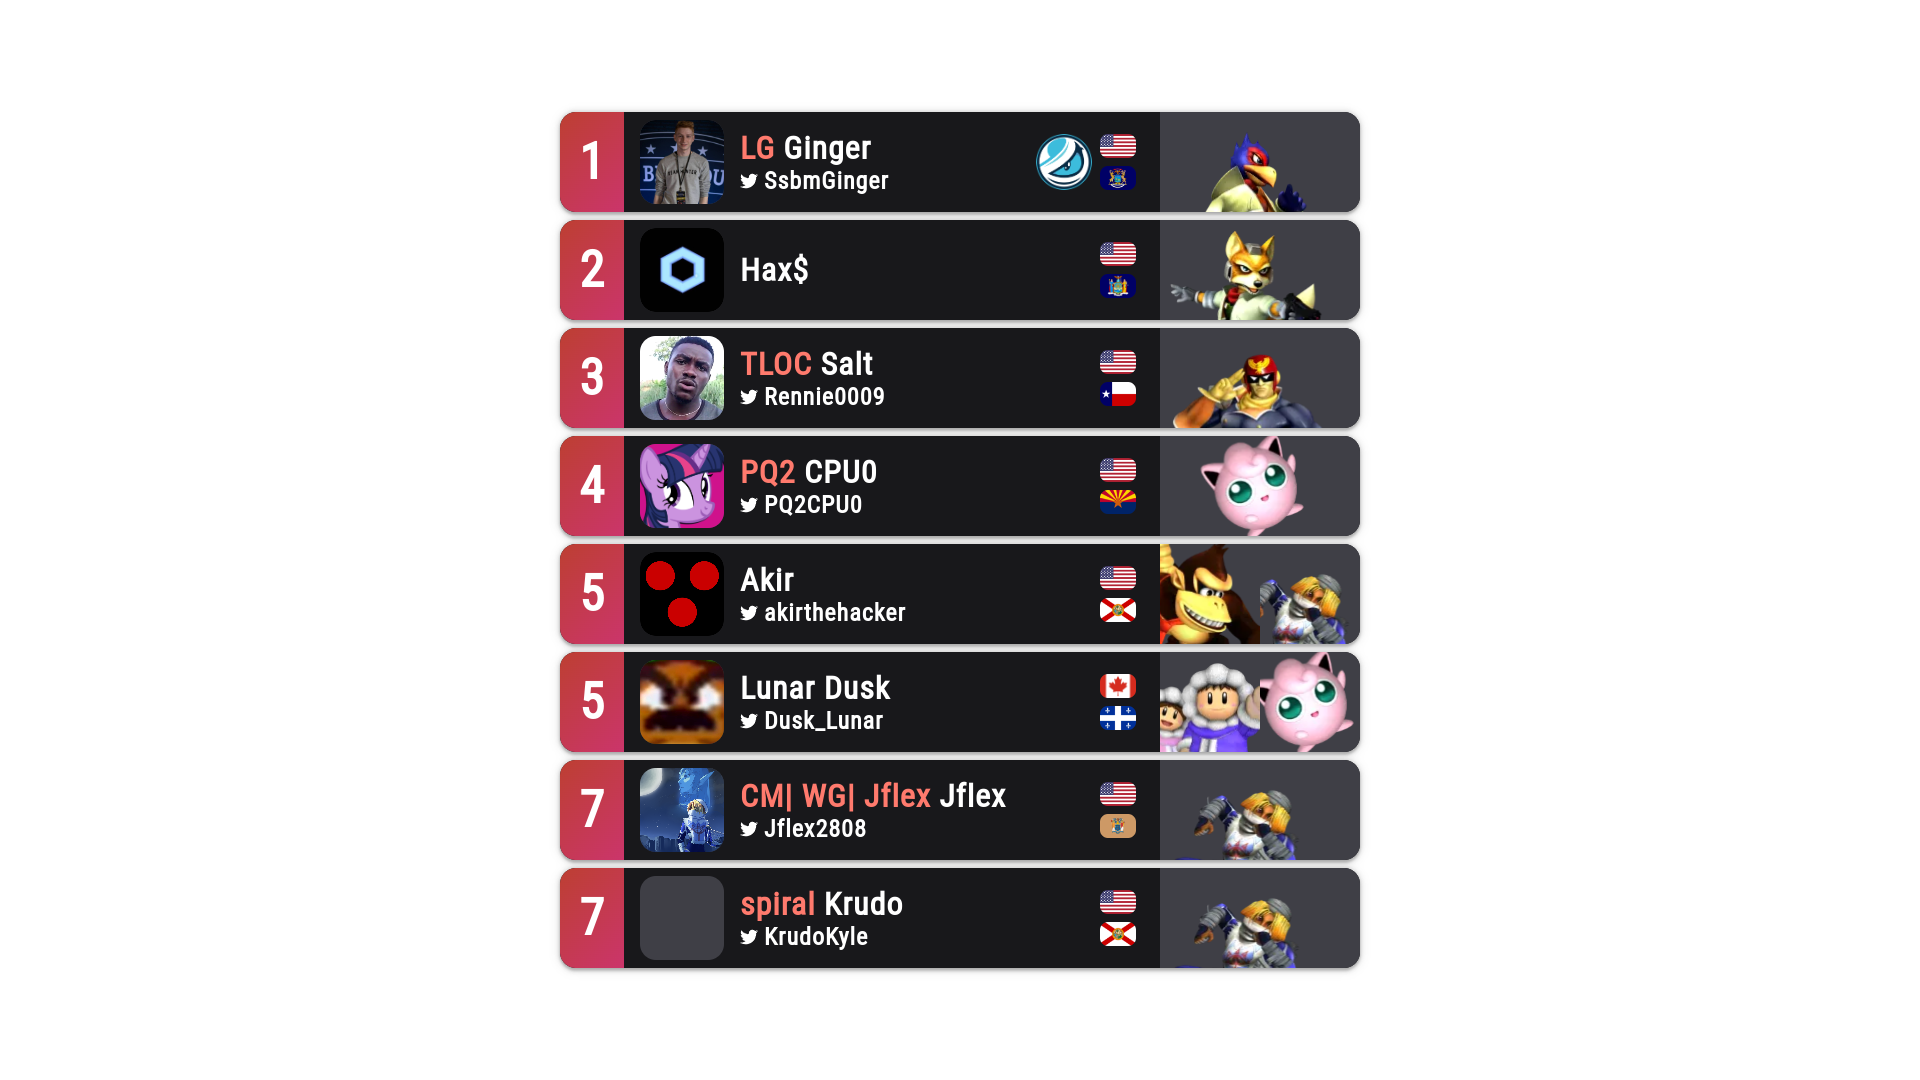 1
LG Ginger
SsbmGinger
2
Hax$
3
TLOC Salt
Rennie0009
4
PQ2 CPU0
PQ2CPU0
5
Akir
akirthehacker
5
Lunar Dusk
Dusk_Lunar
7
CM| WG| Jflex Jflex
Jflex2808
7
spiral Krudo
KrudoKyle